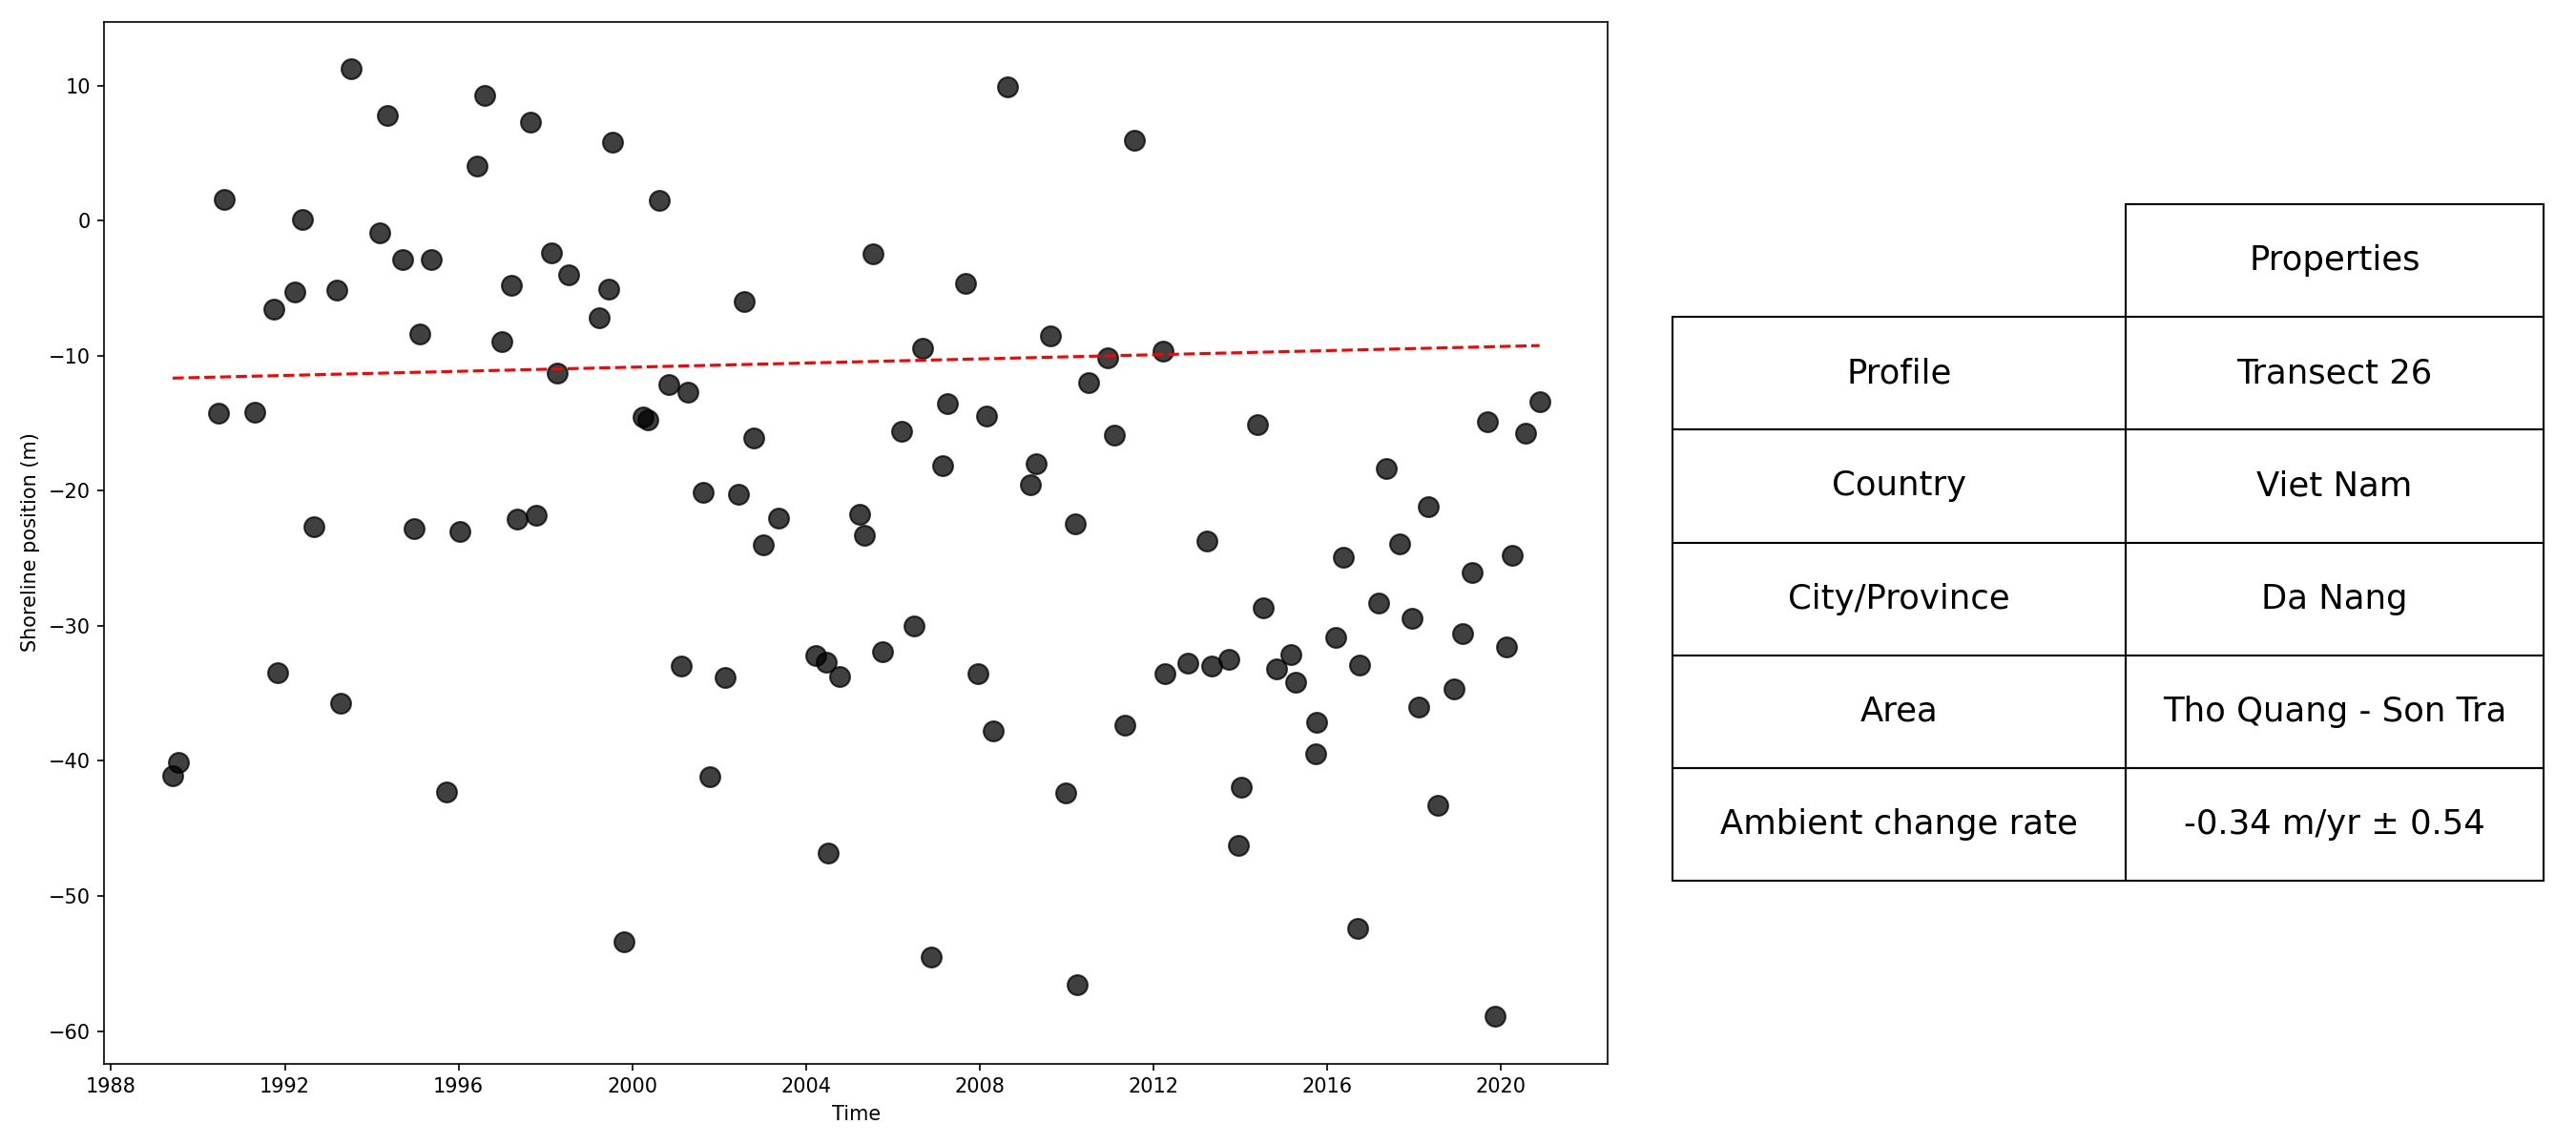 10
0
−10
−20
−30
−40
−50
−60
Shoreline position (m)
1988 1992 1996 2000 2004 2008 2012 2016 2020
Time
Properties
Profile Transect 26
Country Viet Nam
City/Province Da Nang
Area Tho Quang - Son Tra
Ambient change rate -0.34 m/yr ± 0.54